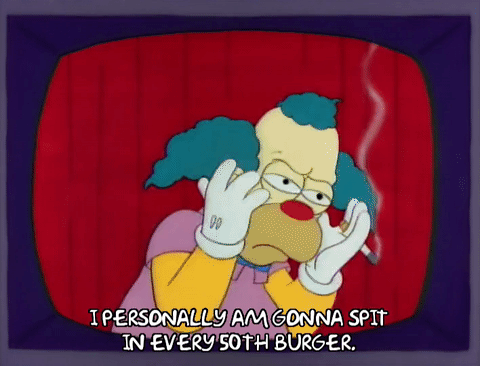 I PERSONALLY AM GONNA SPIT
IN EVERY 50TH BURGER.